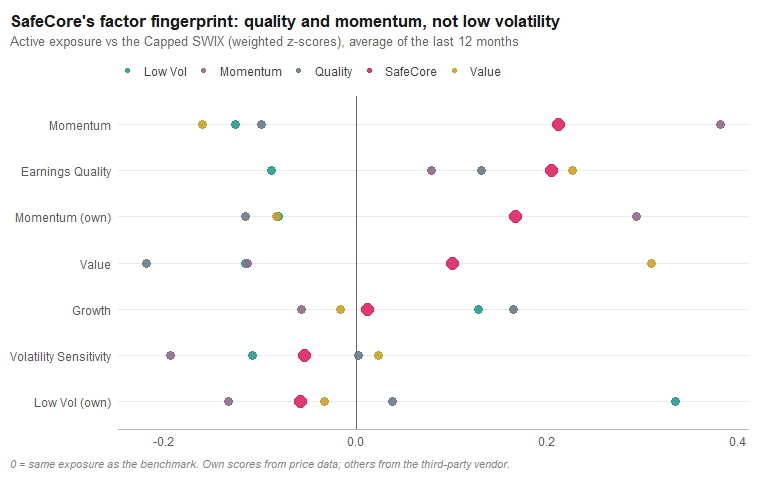 SafeCore's factor fingerprint: quality and momentum, not low volatility
Active exposure vs the Capped SWIX (weighted z-scores), average of the last 12 months
Low Vol Momentum Quality SafeCore Value
Momentum
Earnings Quality
Momentum (own)
Value
Growth
Volatility Sensitivity
Low Vol (own)
-0.2 0.0 0.2 0.4
0 = same exposure as the benchmark. Own scores from price data; others from the third-party vendor.